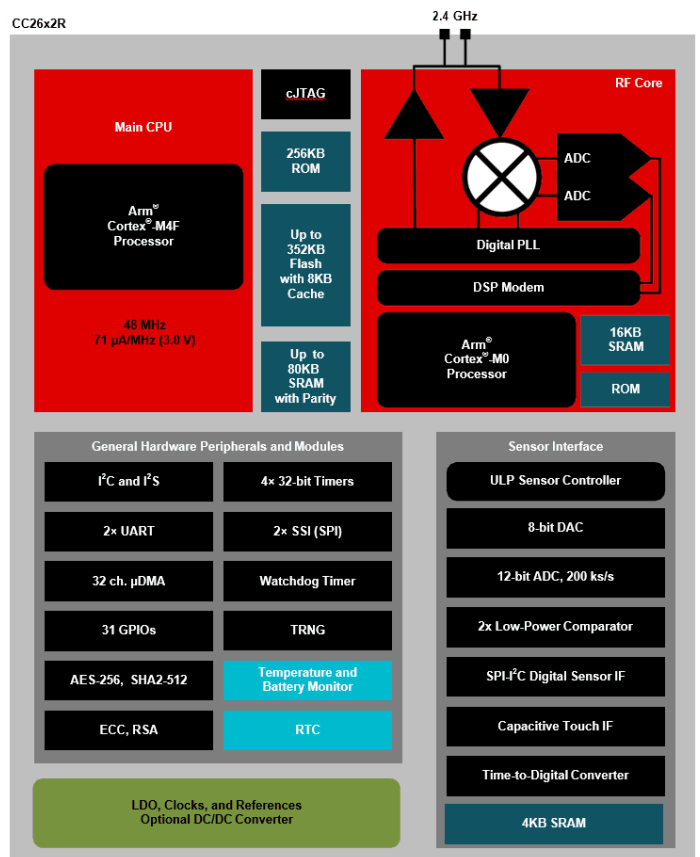 CC26x2R
2.4 GHz
Main CPU
Arm®
Cortex®-M4F
Processor
48 MHz
71 µA/MHz (3.0 V)
cJTAG
256KB
ROM
Up to
352KB
Flash
with 8KB
Cache
Up to
80KB
SRAM
with Parity
RF Core
ADC
ADC
Digital PLL
DSP Modem
Arm®
Cortex®-M0
Processor
16KB
SRAM
ROM
General Hardware Peripherals and Modules
I²C and I²S
4× 32-bit Timers
2× UART
2× SSI (SPI)
32 ch. µDMA
Watchdog Timer
31 GPIOs
TRNG
AES-256, SHA2-512
Temperature and
Battery Monitor
ECC, RSA
RTC
LDO, Clocks, and References
Optional DC/DC Converter
Sensor Interface
ULP Sensor Controller
8-bit DAC
12-bit ADC, 200 ks/s
2x Low-Power Comparator
SPI-I²C Digital Sensor IF
Capacitive Touch IF
Time-to-Digital Converter
4KB SRAM